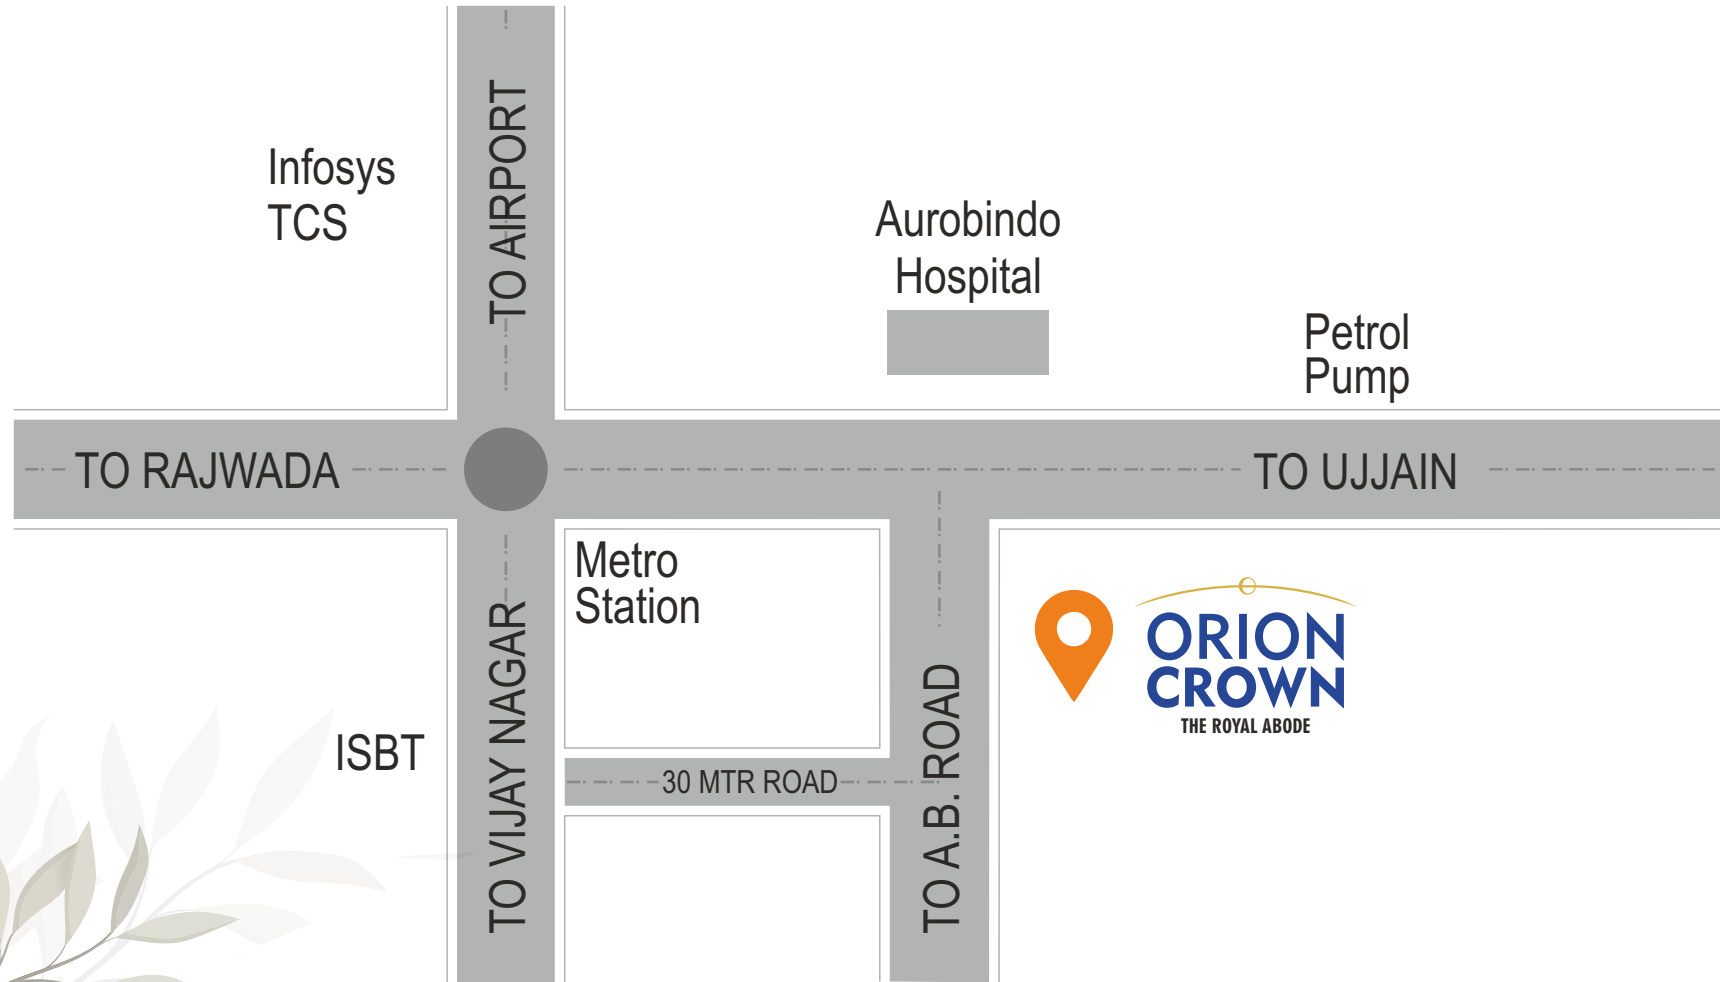 TO AIRPORT
Infosys
TCS
Aurobindo
Hospital
Petrol
Pump
TO RAJWADA
TO UJJAIN
Metro
Station
ORION
CROWN
THE ROYAL ABODE
TO VIJAY NAGAR
ISBT
30 MTR ROAD
TO A.B. ROAD